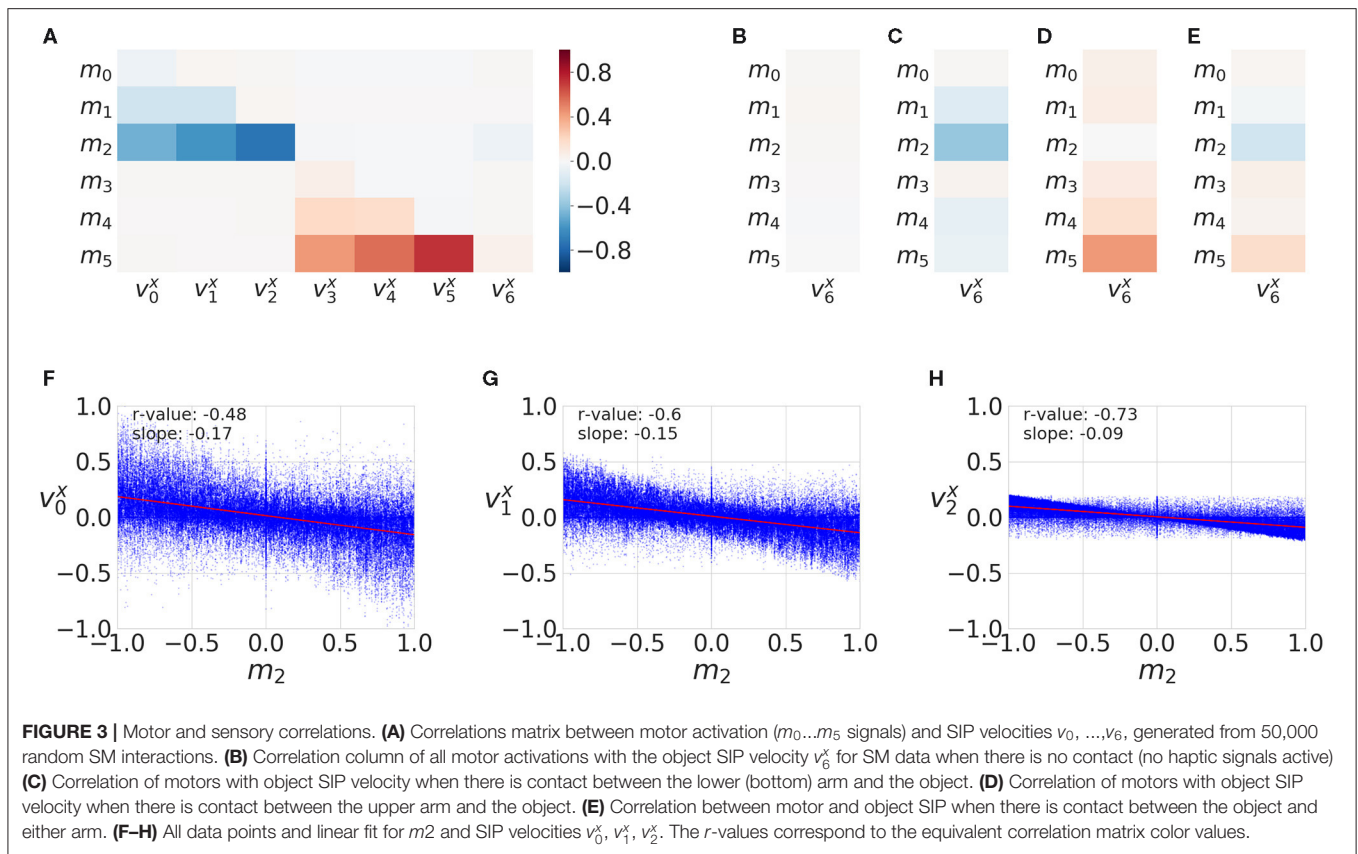 A
B
C
D
E
m₀
m₁
m₂
m₃
m₄
m₅
v₀ˣ v₁ˣ v₂ˣ v₃ˣ v₄ˣ v₅ˣ v₆ˣ
0.8
0.4
0.0
−0.4
−0.8
m₀
m₁
m₂
m₃
m₄
m₅
v₆ˣ
m₀
m₁
m₂
m₃
m₄
m₅
v₆ˣ
m₀
m₁
m₂
m₃
m₄
m₅
v₆ˣ
m₀
m₁
m₂
m₃
m₄
m₅
v₆ˣ
F
r-value: -0.48
slope: -0.17
1.0
0.5
0.0
−0.5
−1.0
v₀ˣ
−1.0 −0.5 0.0 0.5 1.0
m₂
G
r-value: -0.6
slope: -0.15
1.0
0.5
0.0
−0.5
−1.0
v₁ˣ
−1.0 −0.5 0.0 0.5 1.0
m₂
H
r-value: -0.73
slope: -0.09
1.0
0.5
0.0
−0.5
−1.0
v₂ˣ
−1.0 −0.5 0.0 0.5 1.0
m₂
FIGURE 3 | Motor and sensory correlations. (A) Correlations matrix between motor activation (m₀...m₅ signals) and SIP velocities v₀, ...,v₆, generated from 50,000
random SM interactions. (B) Correlation column of all motor activations with the object SIP velocity v₆ˣ for SM data when there is no contact (no haptic signals active)
(C) Correlation of motors with object SIP velocity when there is contact between the lower (bottom) arm and the object. (D) Correlation of motors with object SIP
velocity when there is contact between the upper arm and the object. (E) Correlation between motor and object SIP when there is contact between the object and
either arm. (F–H) All data points and linear fit for m2 and SIP velocities v₀ˣ, v₁ˣ, v₂ˣ. The r-values correspond to the equivalent correlation matrix color values.